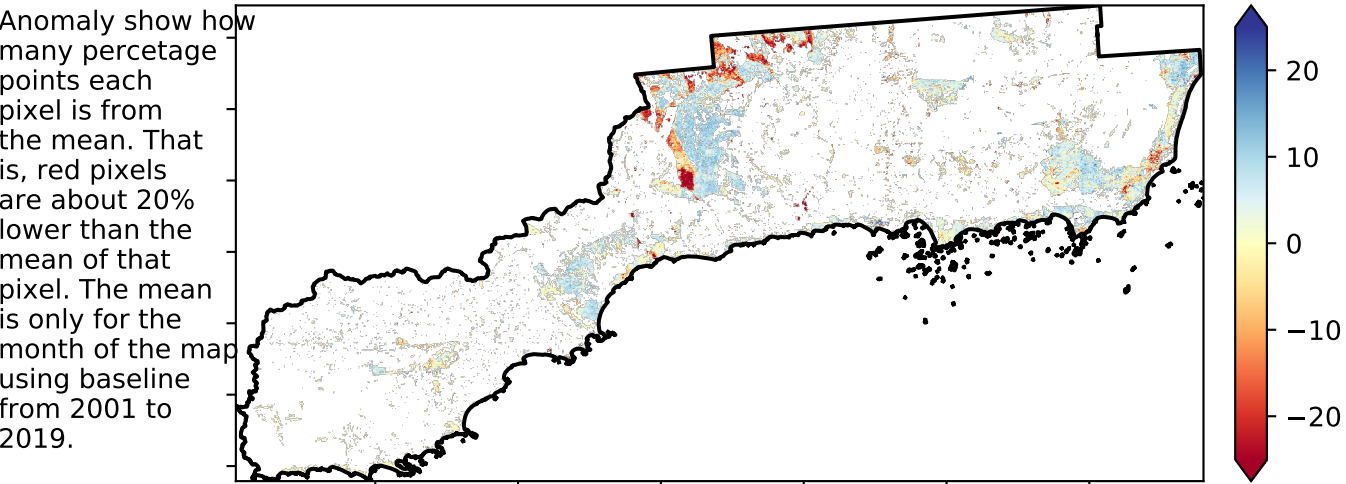 Anomaly show how
many percetage
points each
pixel is from
the mean. That
is, red pixels
are about 20%
lower than the
mean of that
pixel. The mean
is only for the
month of the map
using baseline
from 2001 to
2019.
20
10
0
−10
−20